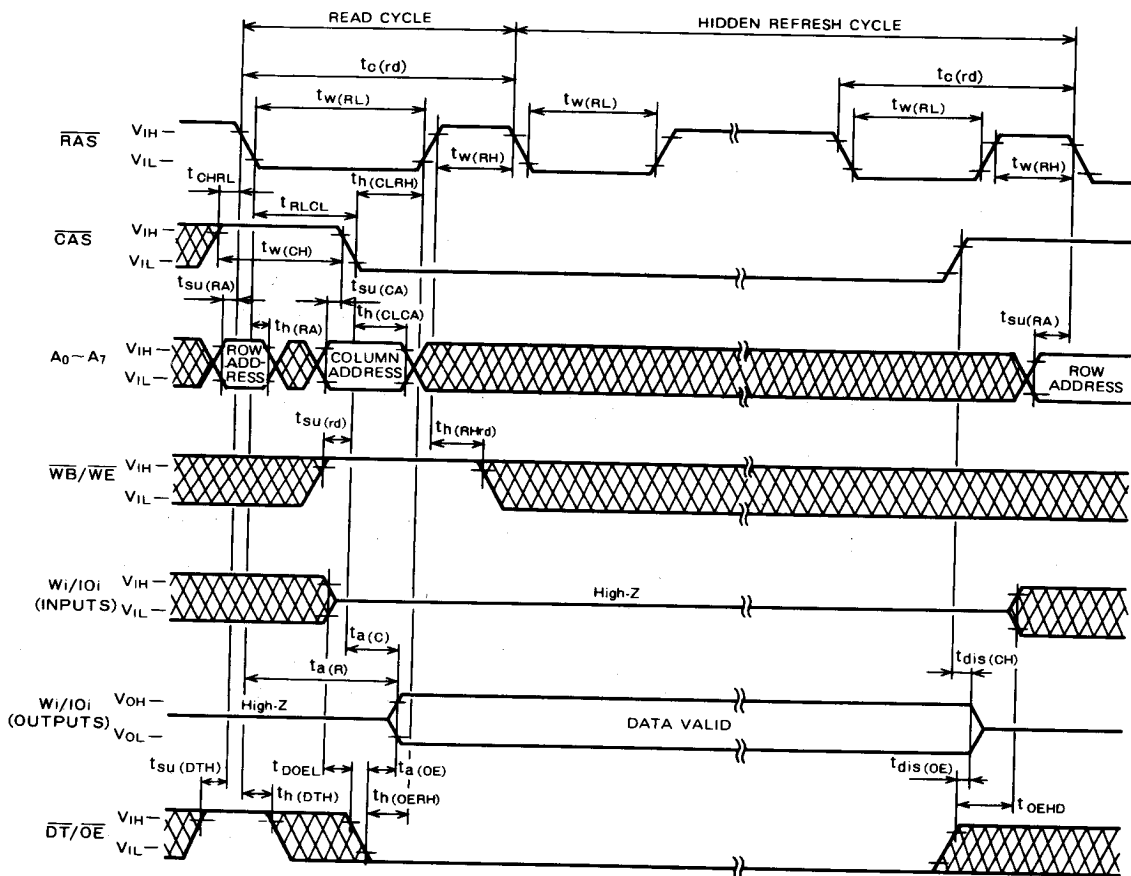 READ CYCLE
HIDDEN REFRESH CYCLE
tc(rd)
tc(rd)
tw(RL)
tw(RL)
tw(RL)
RAS
VIH
VIL
tw(RH)
tw(RH)
tCHRL
th(CLRH)
tRLCL
CAS
VIH
VIL
tw(CH)
tsu(RA)
tsu(CA)
th(RA)
th(CLCA)
tsu(RA)
A0~A7
VIH
VIL
ROW
ADD-
RESS
COLUMN
ADDRESS
ROW
ADDRESS
tsu(rd)
th(RHrd)
WB/WE
VIH
VIL
Wi/IOi
(INPUTS)
VIH
VIL
High-Z
ta(C)
ta(R)
tdis(CH)
Wi/IOi
(OUTPUTS)
VOH
VOL
High-Z
DATA VALID
tsu(DTH)
tDOEL
ta(OE)
tdis(OE)
th(DTH)
th(OERH)
tOEHD
DT/OE
VIH
VIL